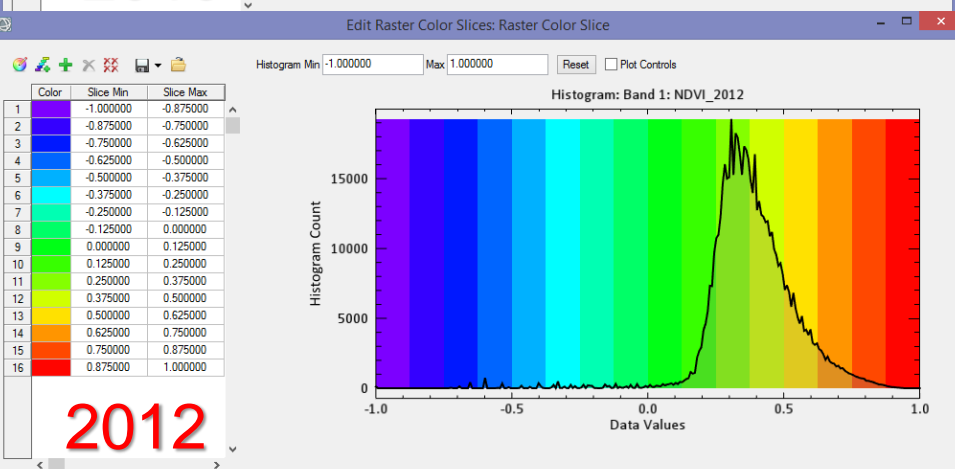 Edit Raster Color Slices: Raster Color Slice
Histogram Min -1.000000 Max 1.000000 Reset Plot Controls
Color Slice Min Slice Max
1 -1.000000 -0.875000
2 -0.875000 -0.750000
3 -0.750000 -0.625000
4 -0.625000 -0.500000
5 -0.500000 -0.375000
6 -0.375000 -0.250000
7 -0.250000 -0.125000
8 -0.125000 0.000000
9 0.000000 0.125000
10 0.125000 0.250000
11 0.250000 0.375000
12 0.375000 0.500000
13 0.500000 0.625000
14 0.625000 0.750000
15 0.750000 0.875000
16 0.875000 1.000000
2012
Histogram: Band 1: NDVI_2012
Histogram Count
15000
10000
5000
0
-1.0 -0.5 0.0 0.5 1.0
Data Values